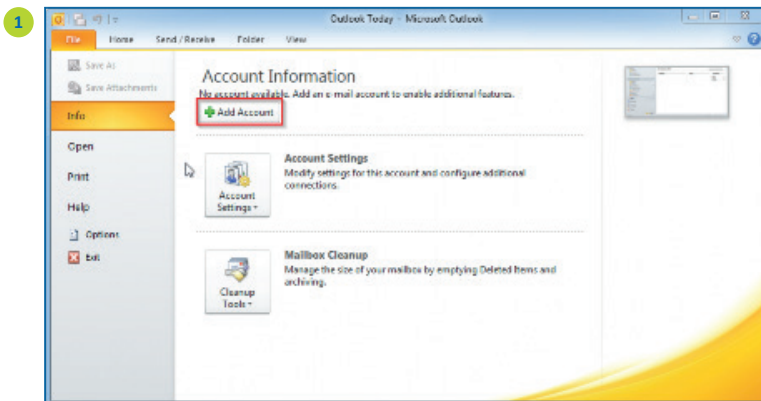 1
Outlook Today - Microsoft Outlook
File Home Send / Receive Folder View
Save As
Save Attachments
Info
Open
Print
Help
Options
Exit
Account Information
No account available. Add an e-mail account to enable additional features.
Add Account
Account Settings
Modify settings for this account and configure additional
connections.
Account
Settings
Mailbox Cleanup
Manage the size of your mailbox by emptying Deleted Items and
archiving.
Cleanup
Tools